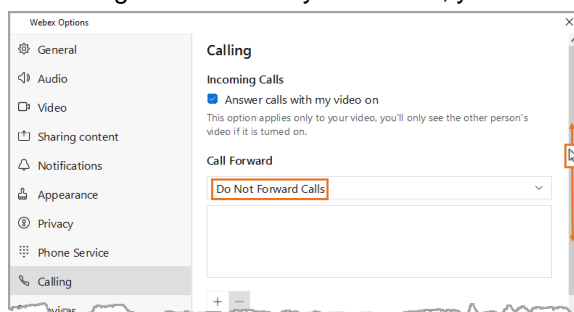 Webex Options
General
Audio
Video
Sharing content
Notifications
Appearance
Privacy
Phone Service
Calling
Calling
Incoming Calls
Answer calls with my video on
This option applies only to your video, you'll only see the other person's
video if it is turned on.
Call Forward
Do Not Forward Calls